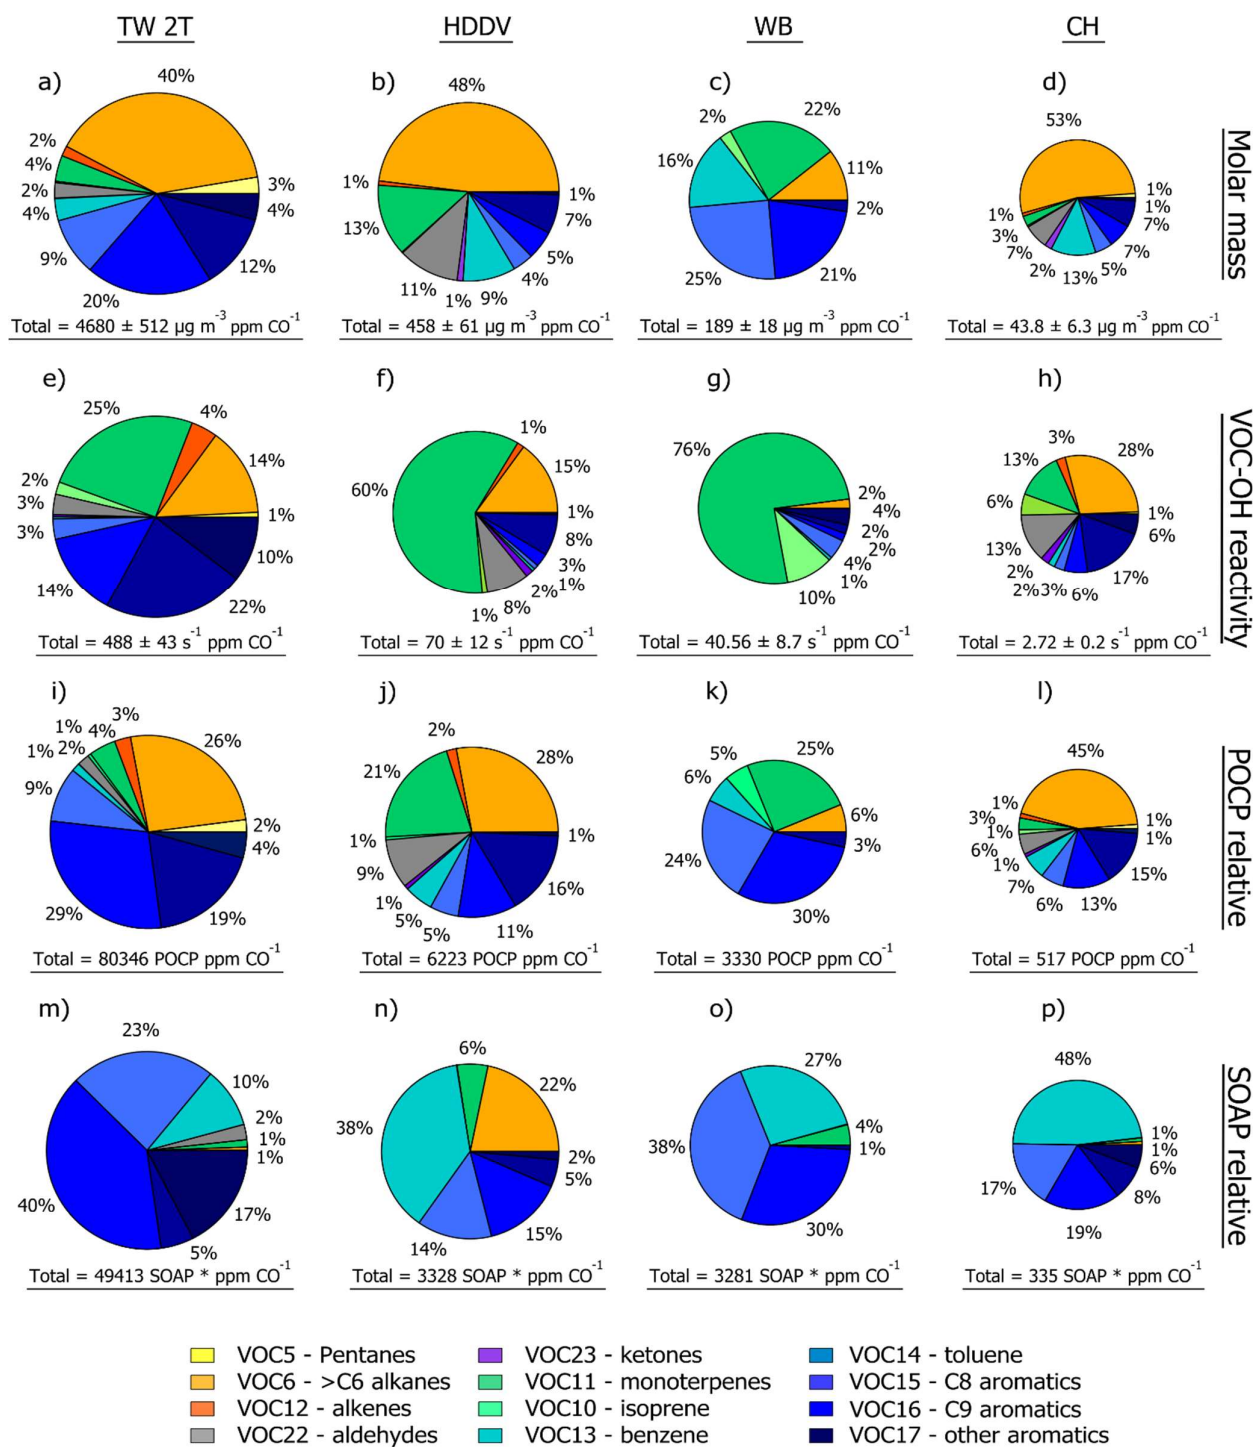 TW 2T
HDDV
WB
CH
a)
40%
2%
4%
2%
4%
9%
20%
12%
4%
3%
Total = 4680 ± 512 µg m-3 ppm CO-1
b)
48%
1%
13%
11%
1%
9%
4%
5%
7%
1%
Total = 458 ± 61 µg m-3 ppm CO-1
c)
22%
2%
16%
25%
21%
2%
11%
Total = 189 ± 18 µg m-3 ppm CO-1
d)
53%
1%
3%
7%
2%
13%
5%
7%
7%
1%
1%
Total = 43.8 ± 6.3 µg m-3 ppm CO-1
Molar mass
e)
25%
4%
14%
2%
3%
3%
14%
22%
10%
1%
Total = 488 ± 43 s-1 ppm CO-1
f)
1%
15%
60%
1%
8%
2%
1%
3%
8%
1%
Total = 70 ± 12 s-1 ppm CO-1
g)
76%
2%
4%
2%
2%
4%
1%
10%
Total = 40.56 ± 8.7 s-1 ppm CO-1
h)
3%
28%
13%
6%
13%
2%
2%
3%
6%
17%
6%
1%
Total = 2.72 ± 0.2 s-1 ppm CO-1
VOC-OH reactivity
i)
3%
26%
4%
1%
2%
1%
9%
29%
19%
4%
2%
Total = 80346 POCP ppm CO-1
j)
2%
28%
21%
1%
9%
1%
5%
5%
11%
16%
1%
Total = 6223 POCP ppm CO-1
k)
25%
5%
6%
24%
30%
3%
6%
Total = 3330 POCP ppm CO-1
l)
45%
1%
3%
1%
6%
1%
7%
6%
13%
15%
1%
1%
Total = 517 POCP ppm CO-1
POCP relative
m)
23%
10%
2%
1%
1%
17%
5%
40%
Total = 49413 SOAP * ppm CO-1
n)
6%
22%
38%
14%
15%
5%
2%
Total = 3328 SOAP * ppm CO-1
o)
27%
4%
1%
38%
30%
Total = 3281 SOAP * ppm CO-1
p)
48%
1%
1%
6%
8%
19%
17%
Total = 335 SOAP * ppm CO-1
SOAP relative
VOC5 - Pentanes
VOC6 - >C6 alkanes
VOC12 - alkenes
VOC22 - aldehydes
VOC23 - ketones
VOC11 - monoterpenes
VOC10 - isoprene
VOC13 - benzene
VOC14 - toluene
VOC15 - C8 aromatics
VOC16 - C9 aromatics
VOC17 - other aromatics